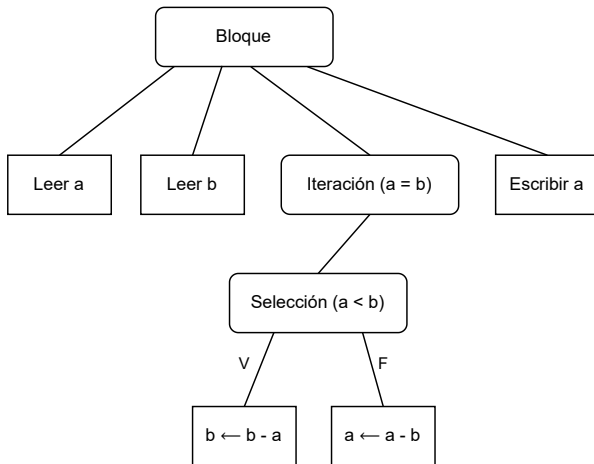 Bloque
Leer a
Leer b
Iteración (a = b)
Escribir a
Selección (a < b)
V
F
b ← b - a
a ← a - b